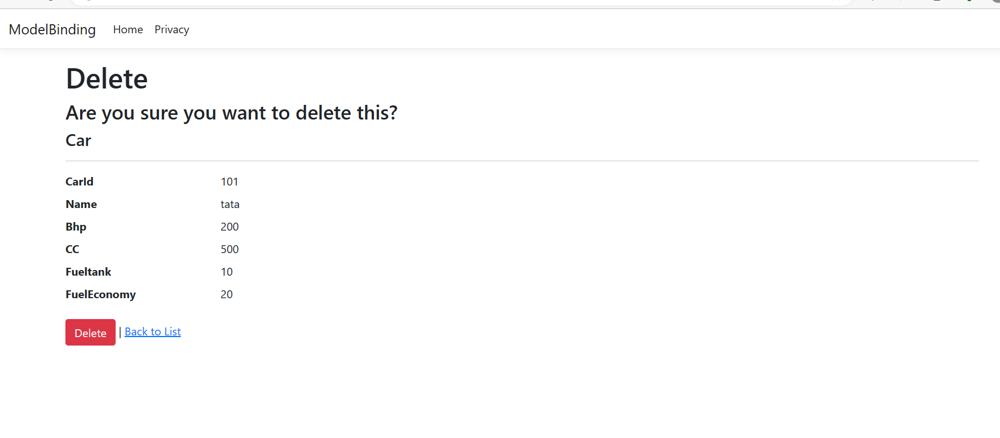 ModelBinding Home Privacy
Delete
Are you sure you want to delete this?
Car
CarId 101
Name tata
Bhp 200
CC 500
Fueltank 10
FuelEconomy 20
Delete | Back to List